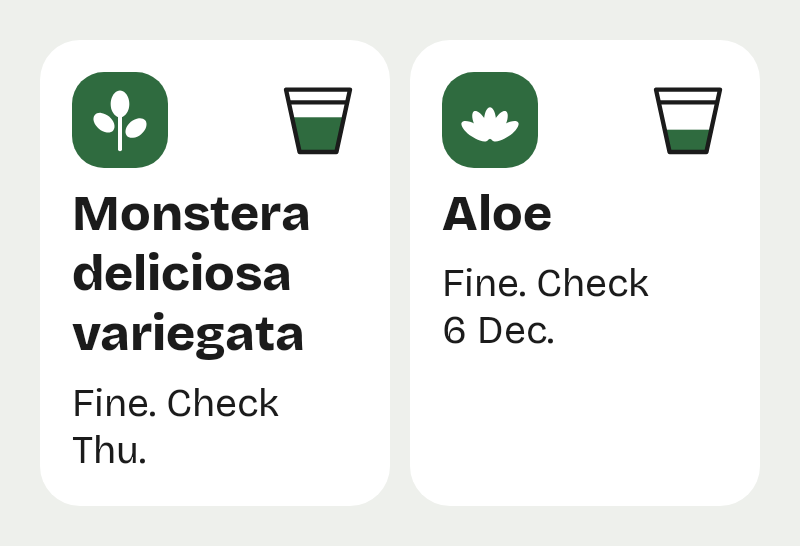 Monstera
deliciosa
variegata
Fine. Check
Thu.
Aloe
Fine. Check
6 Dec.